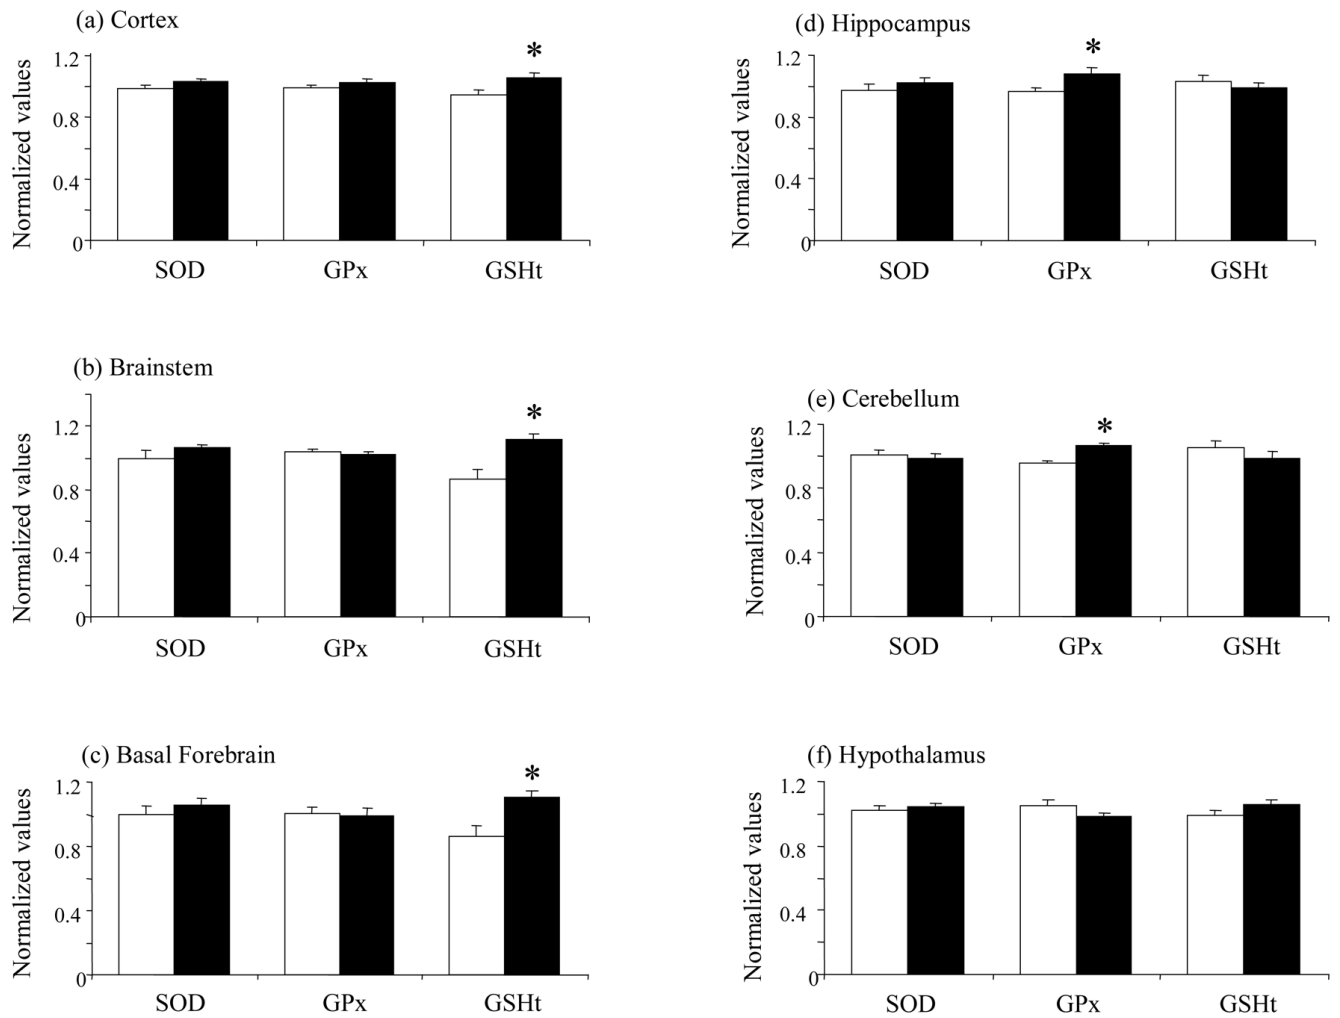 (a) Cortex
*
1.2
0.8
0.4
0
Normalized values
SOD GPx GSHt
(b) Brainstem
*
1.2
0.8
0.4
0
Normalized values
SOD GPx GSHt
(c) Basal Forebrain
*
1.2
0.8
0.4
0
Normalized values
SOD GPx GSHt
(d) Hippocampus
*
1.2
0.8
0.4
0
Normalized values
SOD GPx GSHt
(e) Cerebellum
*
1.2
0.8
0.4
0
Normalized values
SOD GPx GSHt
(f) Hypothalamus
1.2
0.8
0.4
0
Normalized values
SOD GPx GSHt